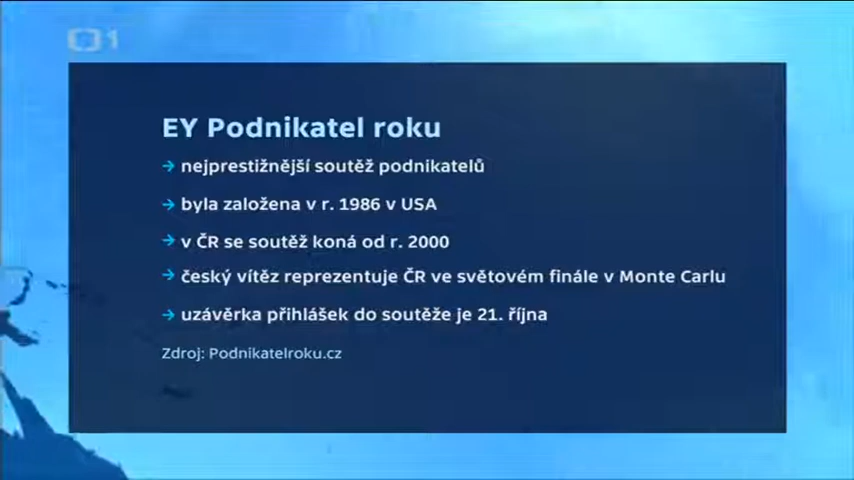 1
EY Podnikatel roku
→ nejprestižnější soutěž podnikatelů
→ byla založena v r. 1986 v USA
→ v ČR se soutěž koná od r. 2000
→ český vítěz reprezentuje ČR ve světovém finále v Monte Carlu
→ uzávěrka přihlášek do soutěže je 21. října
Zdroj: Podnikatelroku.cz